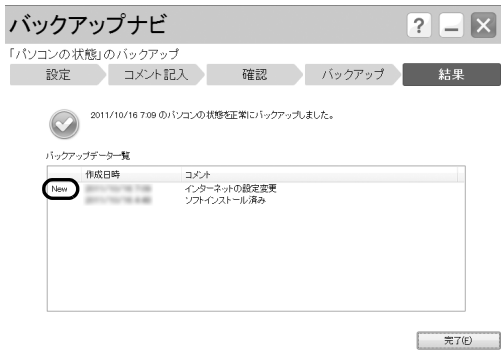 バックアップナビ
? – ×
「パソコンの状態」のバックアップ
設定 コメント記入 確認 バックアップ 結果
2011/10/16 7:09 のパソコンの状態を正常にバックアップしました。
バックアップデータ一覧
作成日時 コメント
New インターネットの設定変更
ソフトインストール済み
完了(F)